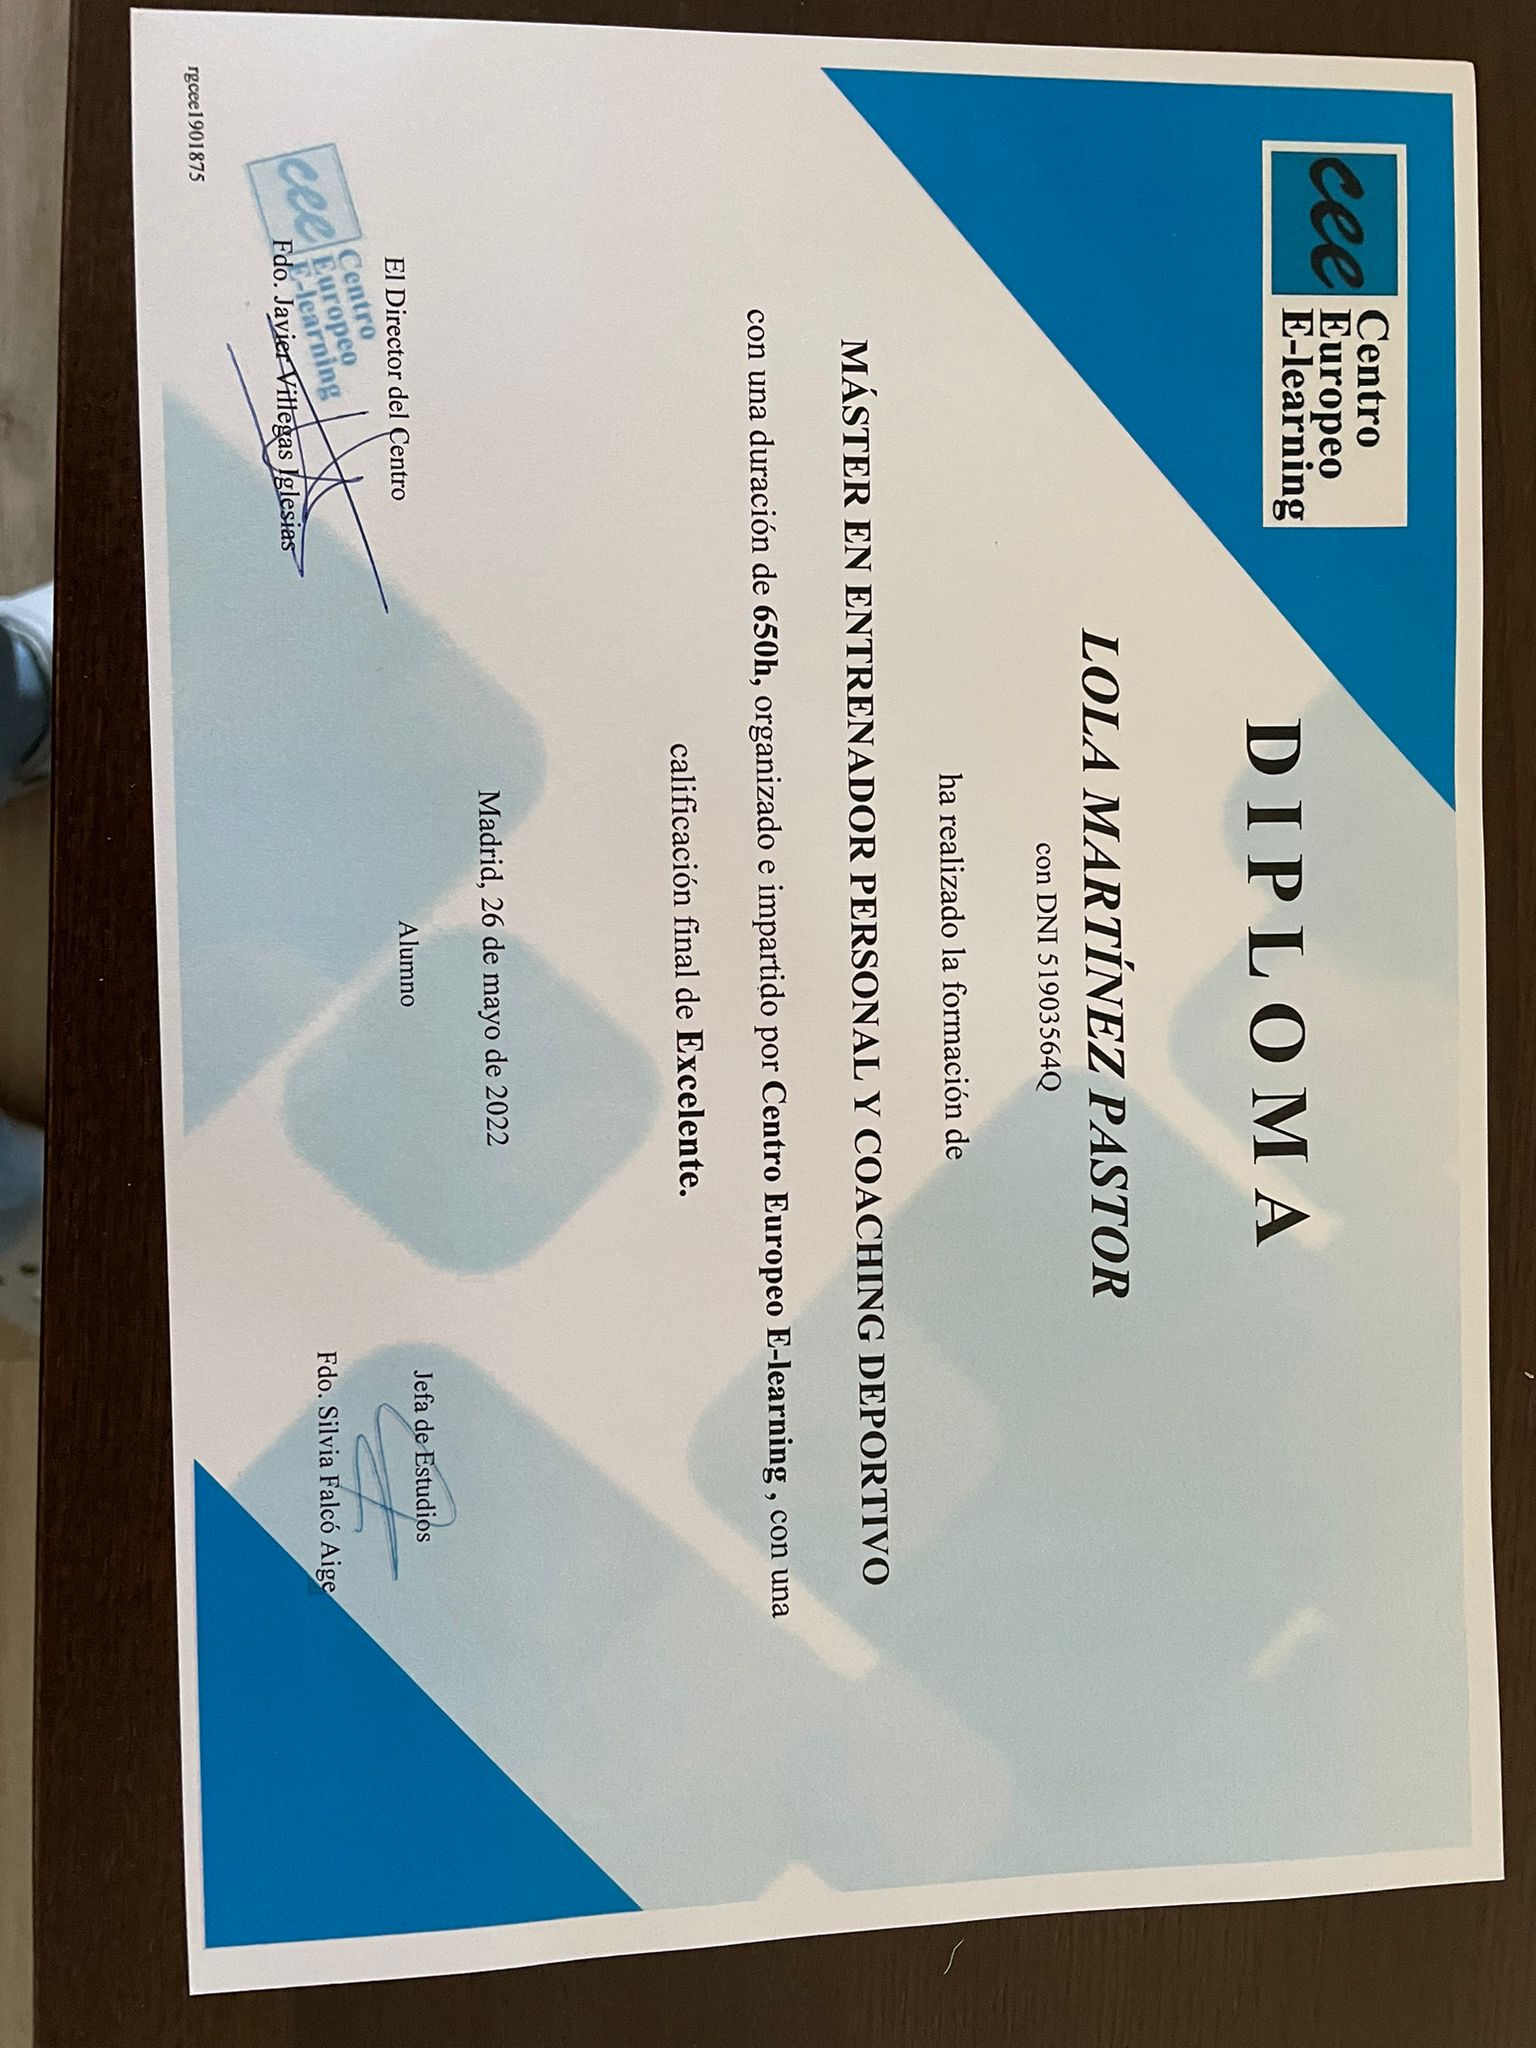 cee
Centro
Europeo
E-learning
DIPLOMA
LOLA MARTÍNEZ PASTOR
con DNI 51903564Q
ha realizado la formación de
MÁSTER EN ENTRENADOR PERSONAL Y COACHING DEPORTIVO
con una duración de 650h, organizado e impartido por Centro Europeo E-learning , con una
calificación final de Excelente.
Madrid, 26 de mayo de 2022
El Director del Centro
Alumno
Jefa de Estudios
cee
Centro
Europeo
E-learning
Fdo. Javier Villegas Iglesias
Fdo. Silvia Falcó Aige
rgcee1901875